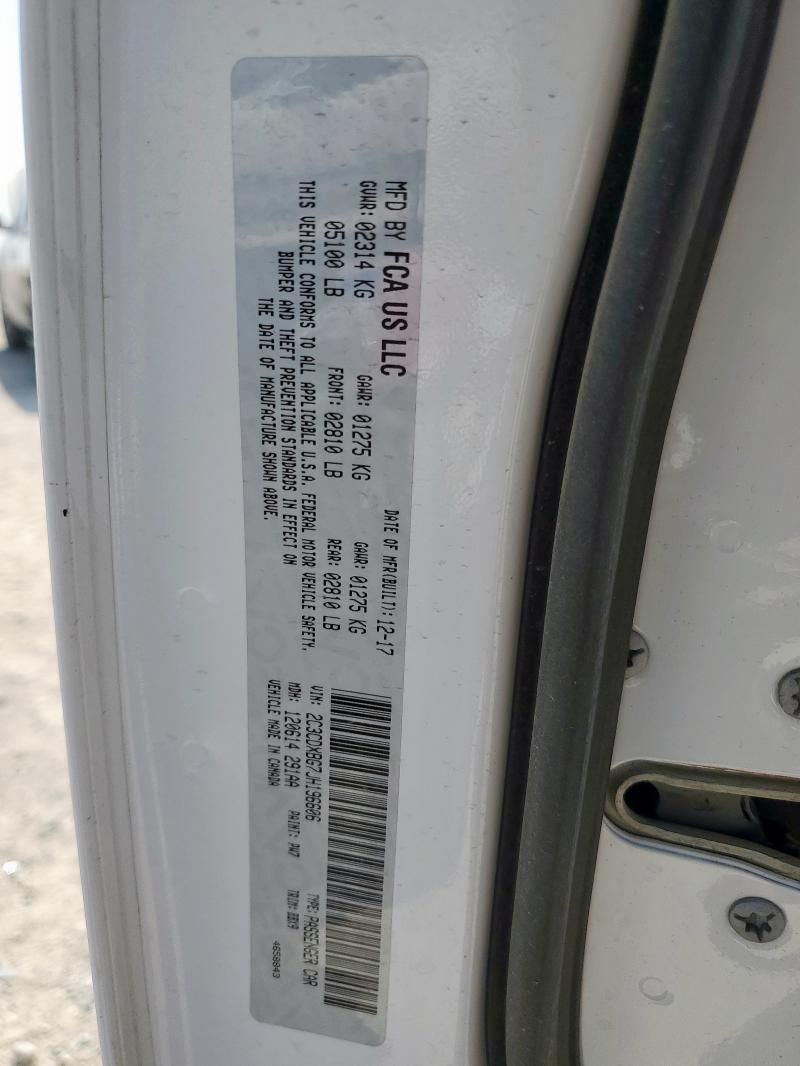 MFD BY FCA US LLC
DATE OF MFR(BUILT): 12-17
GVWR: 02314 KG GAWR: 01275 KG GAWR: 01275 KG
05100 LB FRONT: 02810 LB REAR: 02810 LB
THIS VEHICLE CONFORMS TO ALL APPLICABLE U.S.A. FEDERAL MOTOR VEHICLE SAFETY,
BUMPER AND THEFT PREVENTION STANDARDS IN EFFECT ON
THE DATE OF MANUFACTURE SHOWN ABOVE.
VIN: 2C3CDXBG7JH196606 TYPE: PASSENGER CAR
MDH: 120614 291AA PAINT: PW7 TRIM:
VEHICLE MADE IN CANADA